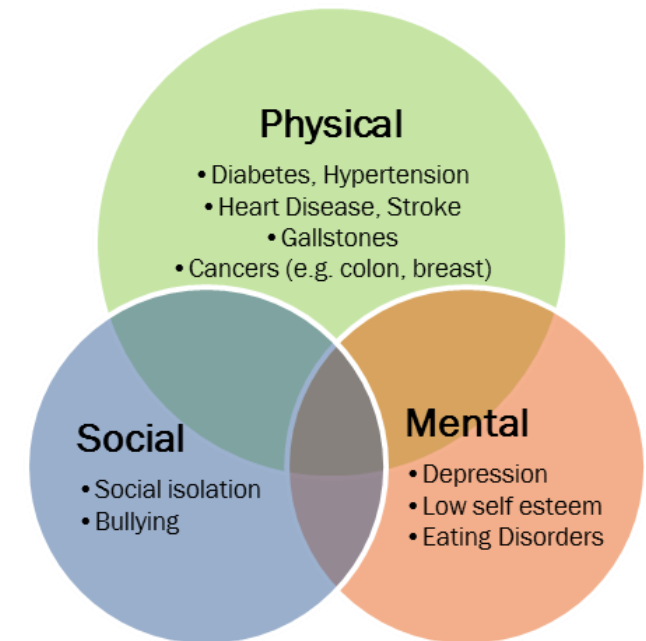 Physical
• Diabetes, Hypertension
• Heart Disease, Stroke
• Gallstones
• Cancers (e.g. colon, breast)
Social
• Social isolation
• Bullying
Mental
• Depression
• Low self esteem
• Eating Disorders